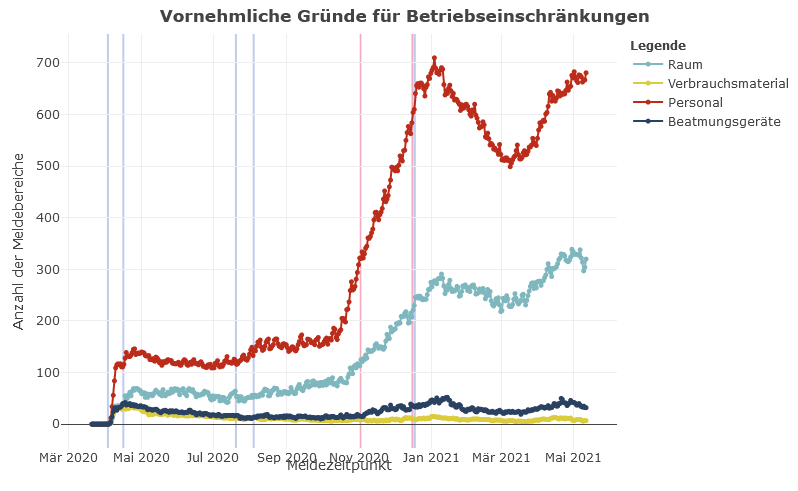 Vornehmliche Gründe für Betriebseinschränkungen
Legende
Raum
Verbrauchsmaterial
Personal
Beatmungsgeräte
Anzahl der Meldebereiche
700
600
500
400
300
200
100
0
Mär 2020 Mai 2020 Jul 2020 Sep 2020 Nov 2020 Jan 2021 Mär 2021 Mai 2021
Meldezeitpunkt